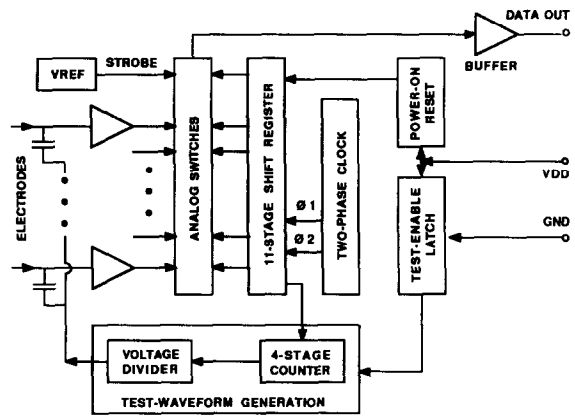 DATA OUT
STROBE
VREF
BUFFER
ELECTRODES
ANALOG SWITCHES
11-STAGE SHIFT REGISTER
TWO-PHASE CLOCK
Ø 1
Ø 2
POWER-ON
RESET
VDD
GND
TEST-ENABLE
LATCH
VOLTAGE
DIVIDER
4-STAGE
COUNTER
TEST-WAVEFORM GENERATION